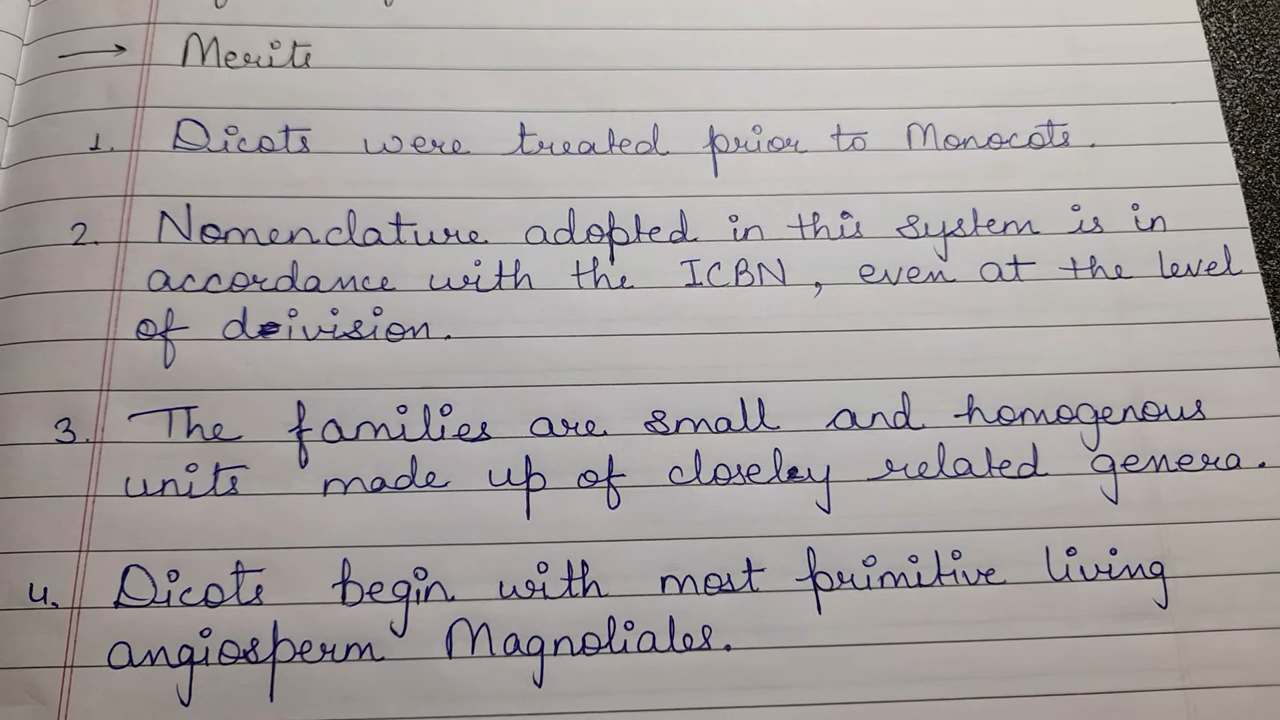 → Merits
1. Dicots were treated prior to Monocots.
2. Nomenclature adopted in this system is in
accordance with the ICBN, even at the level
of division.
3. The families are small and homogenous
units made up of closely related genera.
4. Dicots begin with most primitive living
angiosperm Magnoliales.